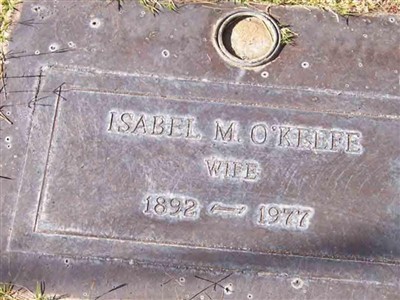 ISABEL M. O'KEEFE
WIFE
1892 — 1977